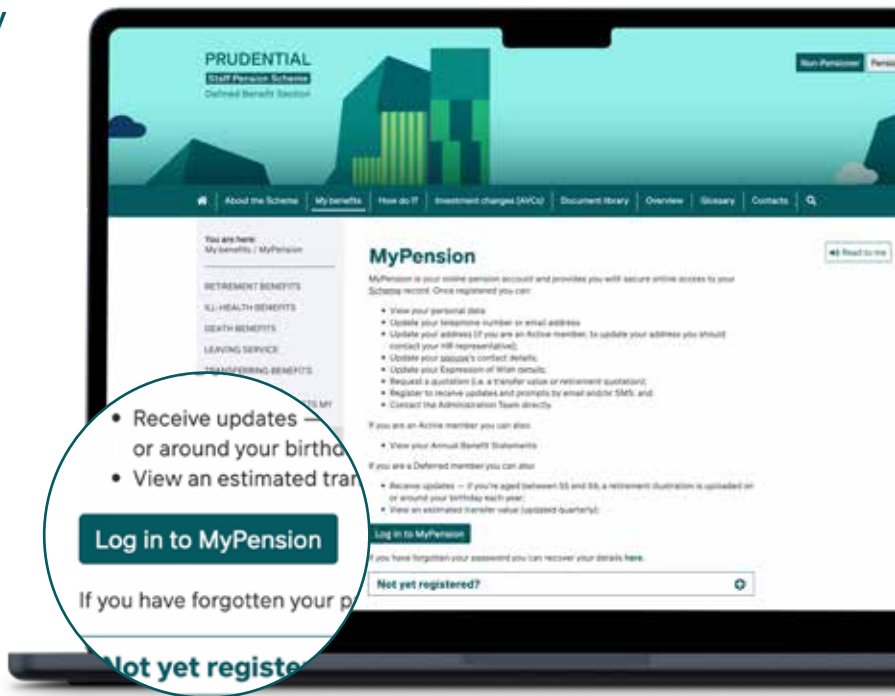 y
PRUDENTIAL
Staff Pension Scheme
Defined Benefit Section
Non-Pensioner
About the Scheme
My benefits
How do I?
Investment changes (AVCs)
Document library
Overview
Glossary
Contacts
You are here:
My benefits / MyPension
RETIREMENT BENEFITS
ILL-HEALTH BENEFITS
DEATH BENEFITS
LEAVING SERVICE
TRANSFERRING BENEFITS
MyPension
Read to me
MyPension is your online pension account and provides you with secure online access to your
Scheme record. Once registered you can:
• View your personal data
• Update your telephone number or email address
• Update your address (if you are an Active member, to update your address you should
contact your HR representative);
• Update your spouse's contact details;
• Update your Expression of Wish details;
• Request a quotation (i.e. a transfer value or retirement quotation);
• Register to receive updates and prompts by email and/or SMS; and
• Contact the Administration Team directly.
If you are an Active member you can also:
• View your Annual Benefit Statements
If you are a Deferred member you can also
• Receive updates — if you're aged between 55 and 59, a retirement illustration is uploaded on
or around your birthday each year;
• View an estimated transfer value (updated quarterly);
Log in to MyPension
If you have forgotten your password you can recover your details here.
Not yet registered?
• Receive updates —
or around your birthd
• View an estimated tran
Log in to MyPension
If you have forgotten your p
Not yet registe